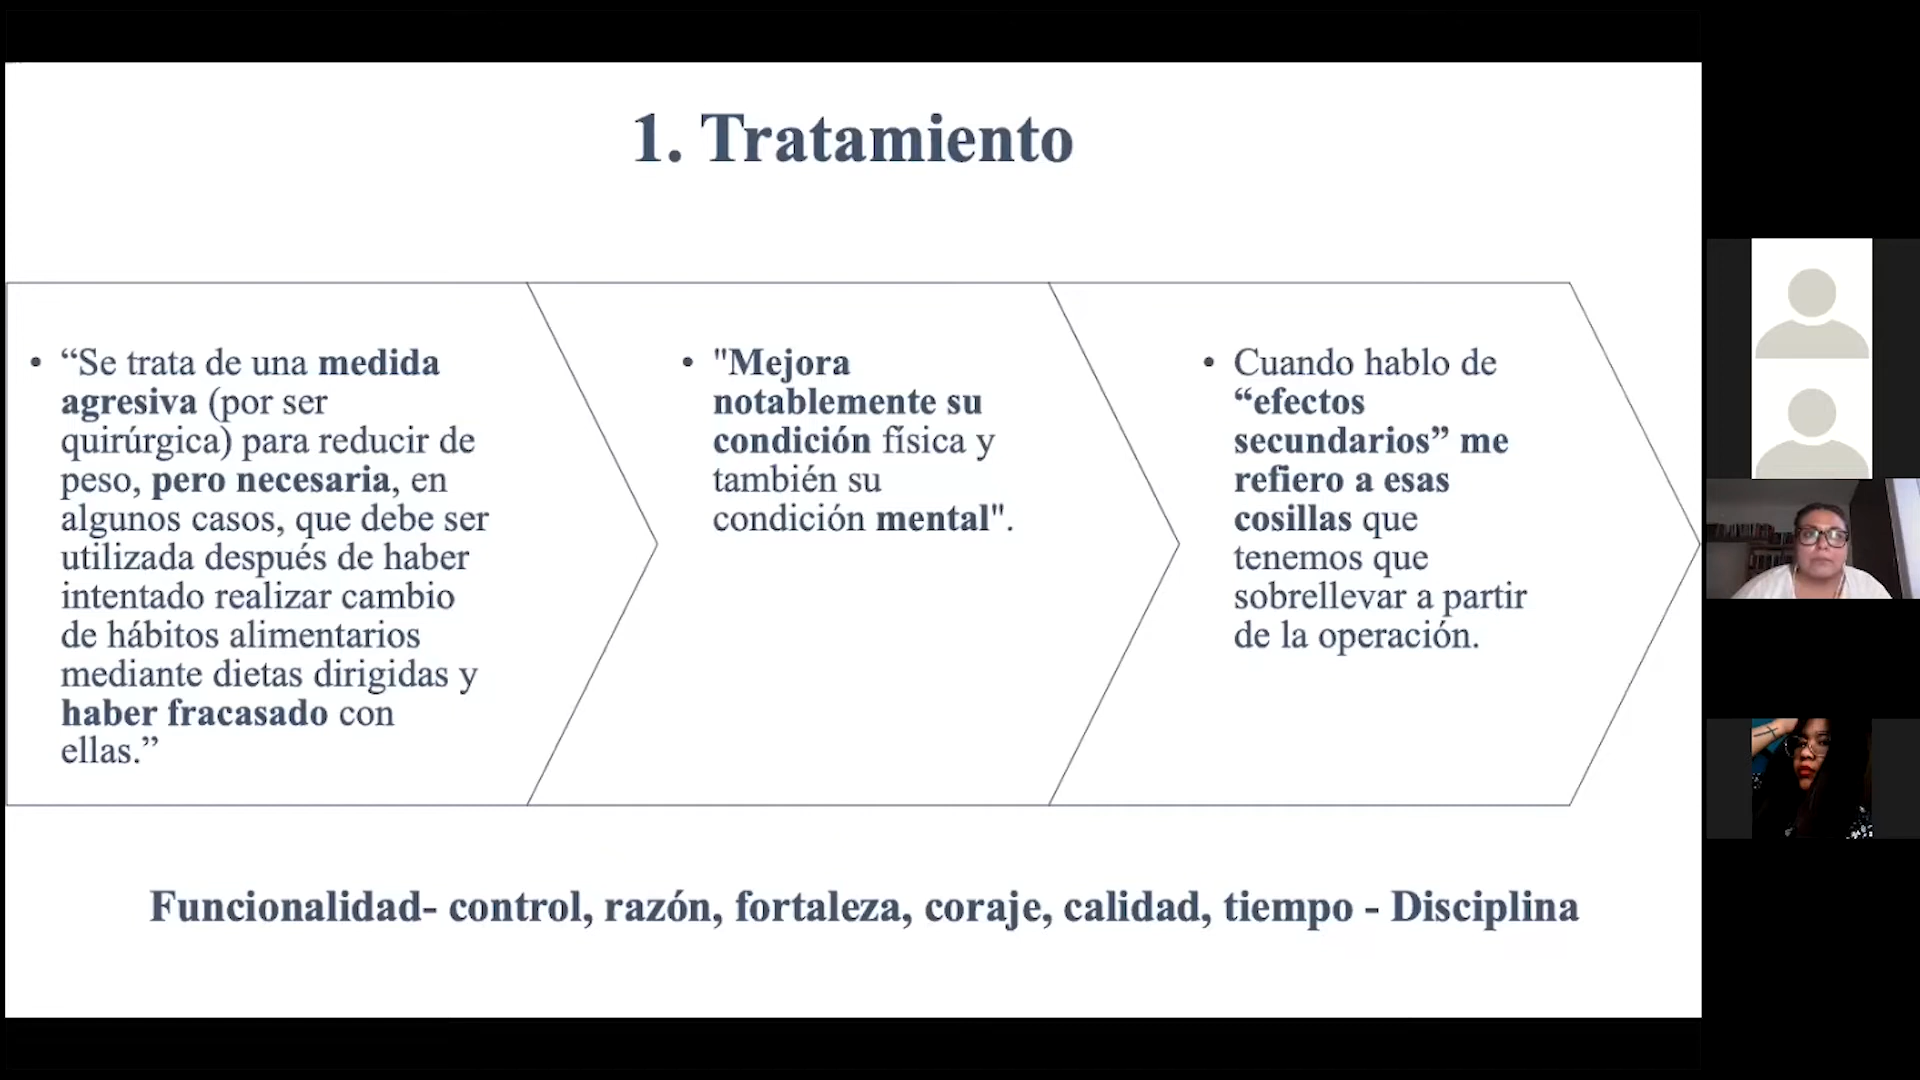 1. Tratamiento
• “Se trata de una medida
agresiva (por ser
quirúrgica) para reducir de
peso, pero necesaria, en
algunos casos, que debe ser
utilizada después de haber
intentado realizar cambio
de hábitos alimentarios
mediante dietas dirigidas y
haber fracasado con
ellas.”
• "Mejora
notablemente su
condición física y
también su
condición mental".
• Cuando hablo de
“efectos
secundarios” me
refiero a esas
cosillas que
tenemos que
sobrellevar a partir
de la operación.
Funcionalidad- control, razón, fortaleza, coraje, calidad, tiempo - Disciplina